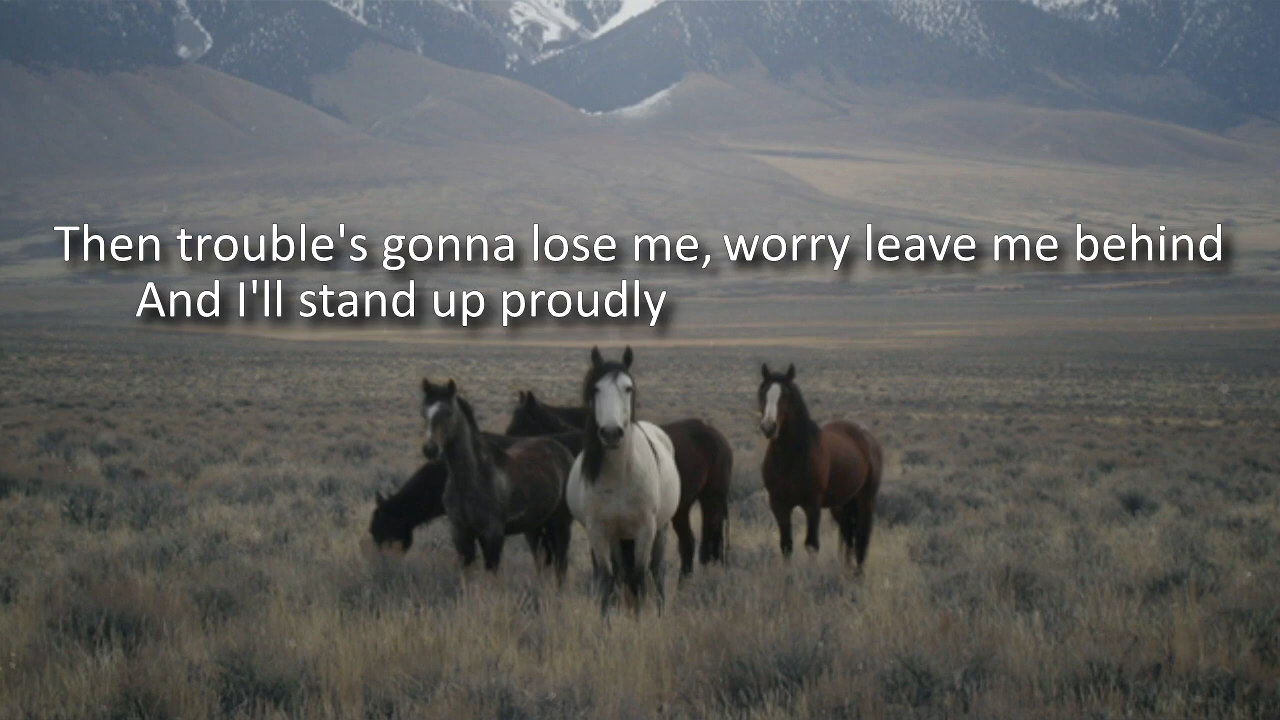 Then trouble's gonna lose me, worry leave me behind
And I'll stand up proudly